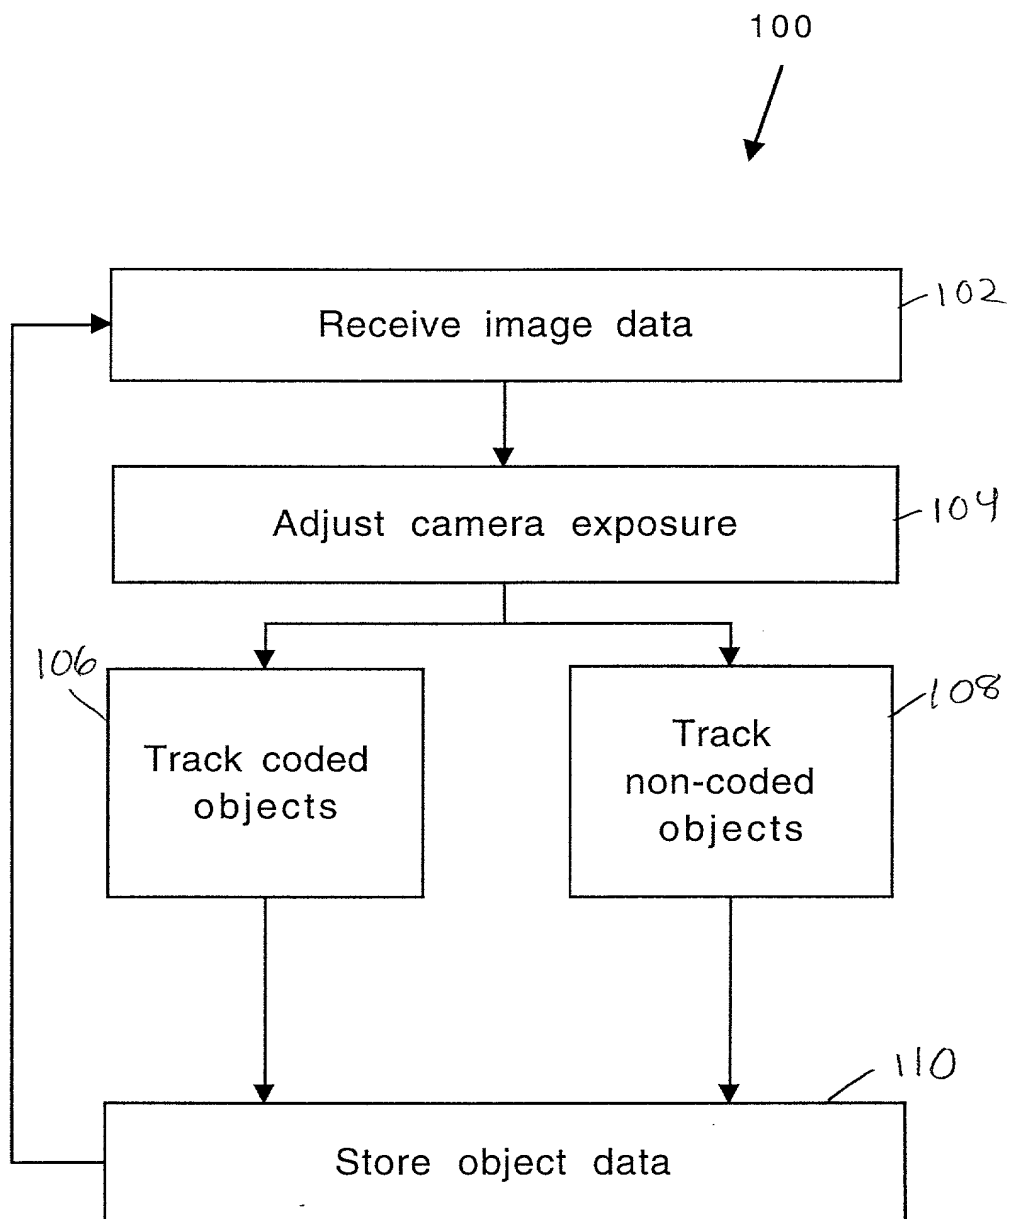 100
Receive image data
102
Adjust camera exposure
104
106
Track coded
objects
108
Track
non-coded
objects
110
Store object data